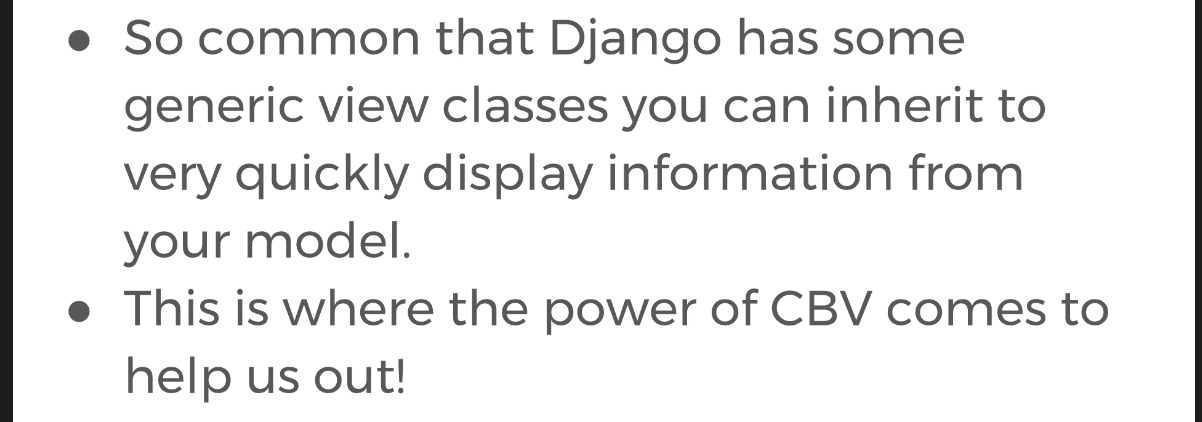 ● So common that Django has some
generic view classes you can inherit to
very quickly display information from
your model.
● This is where the power of CBV comes to
help us out!